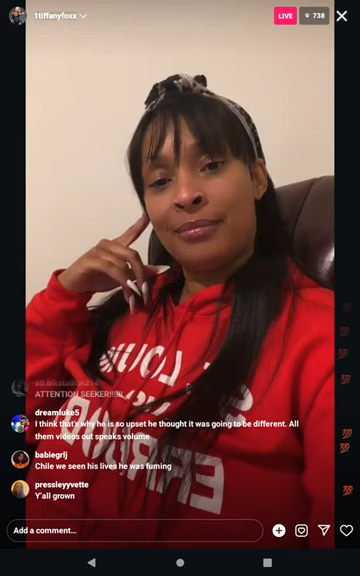 1tiffanyfoxx
LIVE
738
ATTENTION SEEKER!!!!!
dreamluke5
I think that's why he is so upset he thought it was going to be different. All
them videos out speaks volume
babiegrlj
Chile we seen his lives he was fuming
pressleyyvette
Y'all grown
Add a comment...